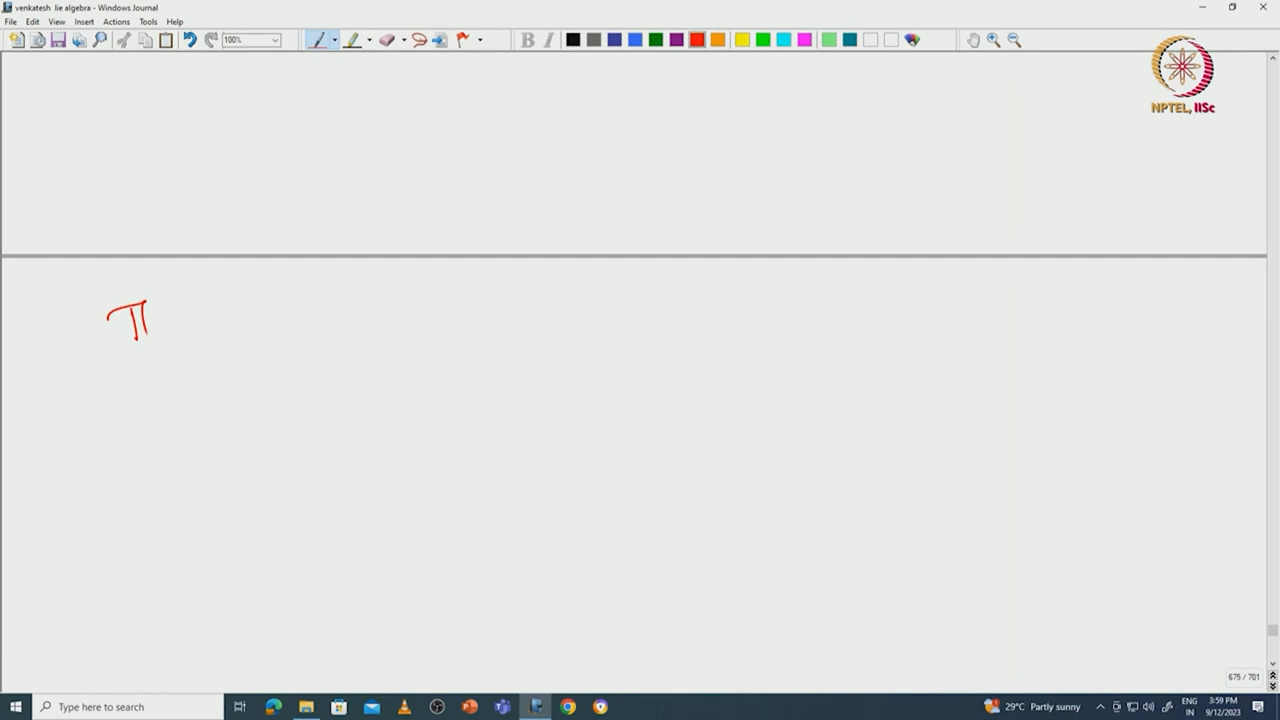 venkatesh lie algebra - Windows Journal
File Edit View Insert Actions Tools Help
100%
B I
NPTEL, IISc
π
675 / 701
Type here to search
29°C Partly sunny
ENG
IN
3:59 PM
9/12/2023